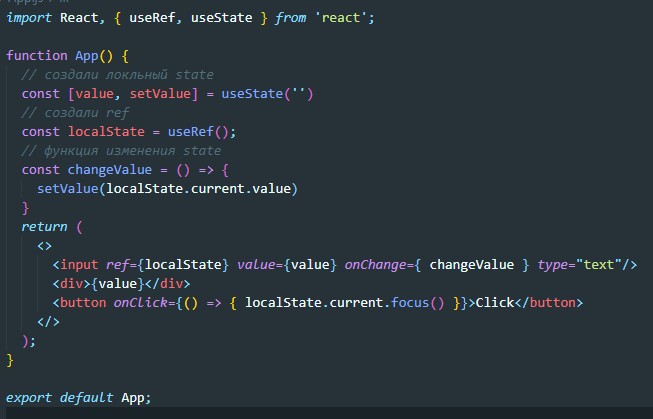 import React, { useRef, useState } from 'react';
function App() {
// создали локльный state
const [value, setValue] = useState('')
// создали ref
const localState = useRef();
// функция изменения state
const changeValue = () => {
setValue(localState.current.value)
}
return (
<>
<input ref={localState} value={value} onChange={ changeValue } type="text"/>
<div>{value}</div>
<button onClick={() => { localState.current.focus() }}>Click</button>
</>
);
}
export default App;